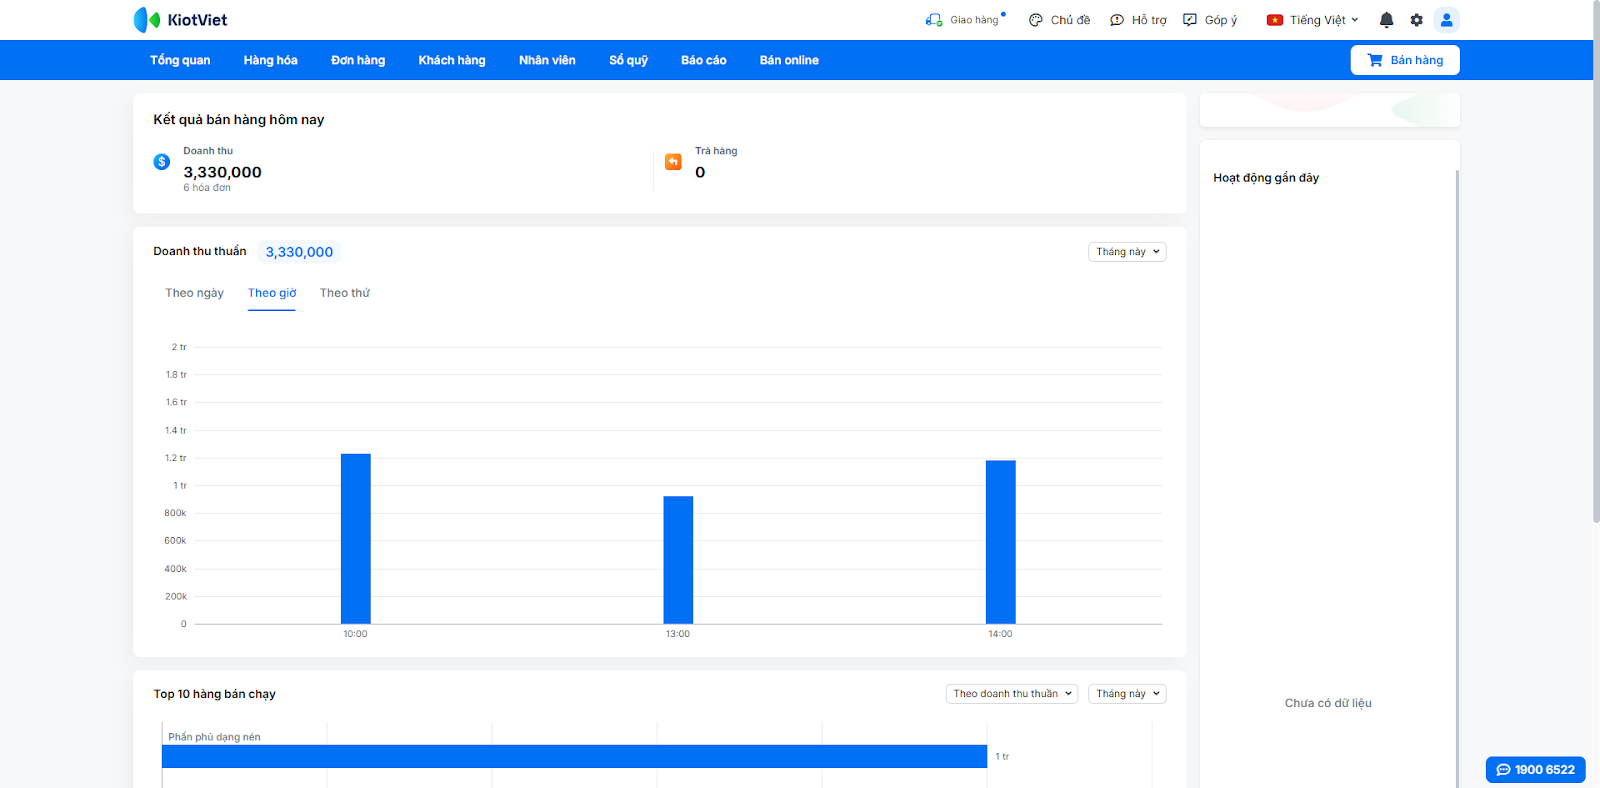 KiotViet
Giao hàng
Chủ đề
Hỗ trợ
Góp ý
Tiếng Việt
Tổng quan
Hàng hóa
Đơn hàng
Khách hàng
Nhân viên
Sổ quỹ
Báo cáo
Bán online
Bán hàng
Kết quả bán hàng hôm nay
Doanh thu
3,330,000
6 hóa đơn
Trả hàng
0
Hoạt động gần đây
Doanh thu thuần
3,330,000
Tháng này
Theo ngày
Theo giờ
Theo thứ
2 tr
1.8 tr
1.6 tr
1.4 tr
1.2 tr
1 tr
800k
600k
400k
200k
0
10:00
13:00
14:00
Top 10 hàng bán chạy
Theo doanh thu thuần
Tháng này
Phấn phủ dạng nén
1 tr
Chưa có dữ liệu
1900 6522